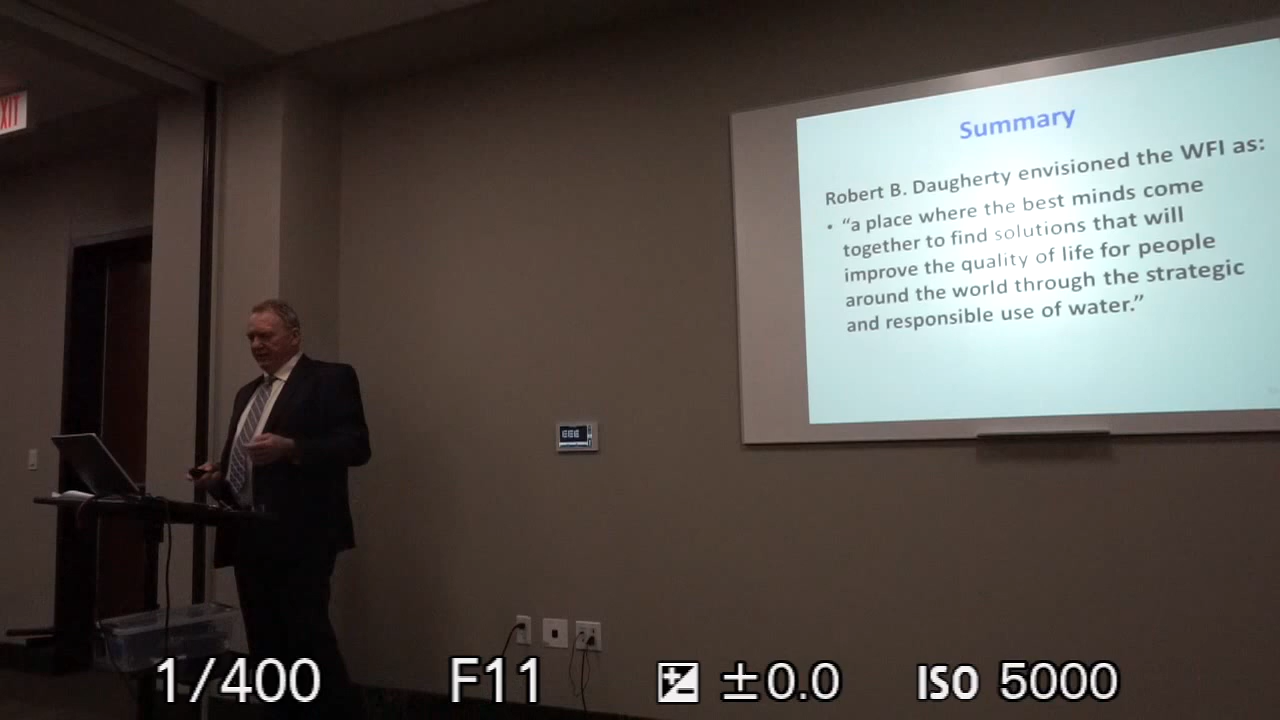 XIT
Summary
Robert B. Daugherty envisioned the WFI as:
• “a place where the best minds come
together to find solutions that will
improve the quality of life for people
around the world through the strategic
and responsible use of water.”
1/400 F11 ±0.0 ISO 5000